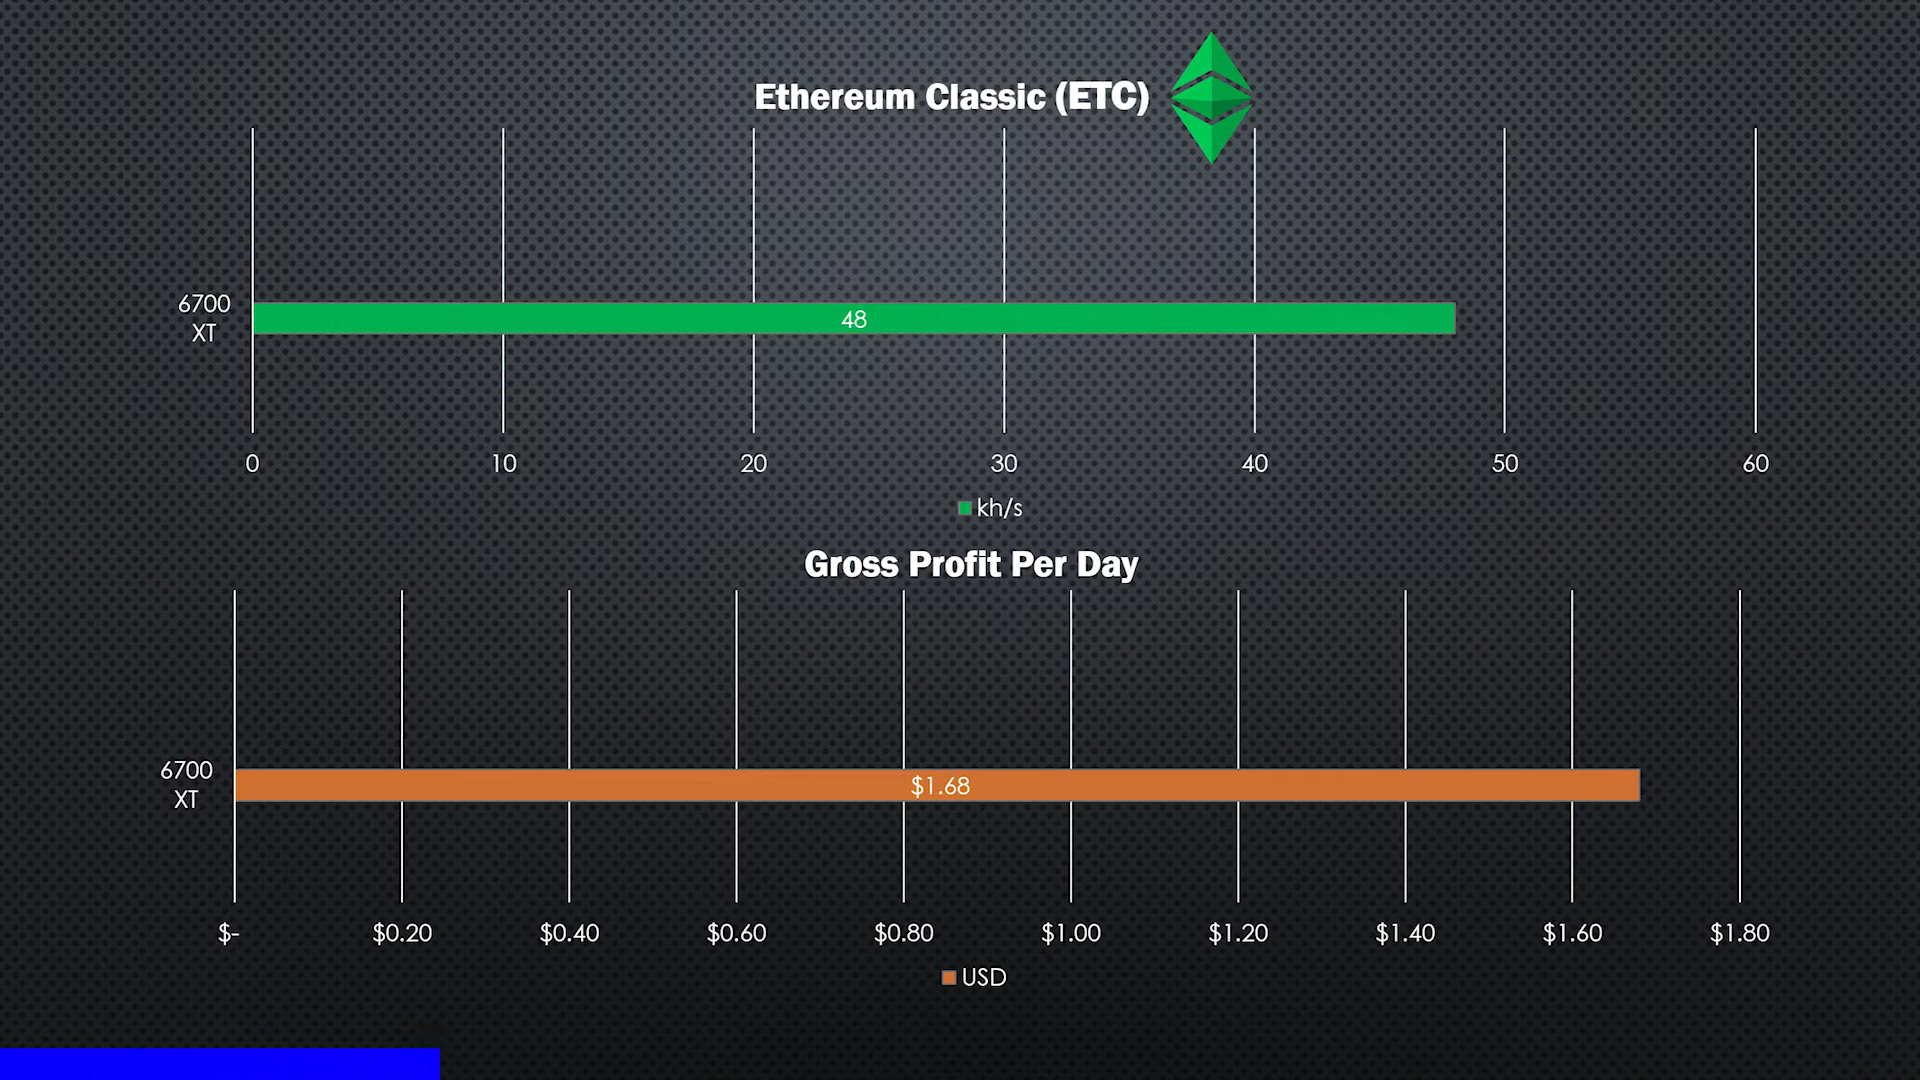 Ethereum Classic (ETC)
6700
XT
48
0 10 20 30 40 50 60
kh/s
Gross Profit Per Day
6700
XT
$1.68
$- $0.20 $0.40 $0.60 $0.80 $1.00 $1.20 $1.40 $1.60 $1.80
USD